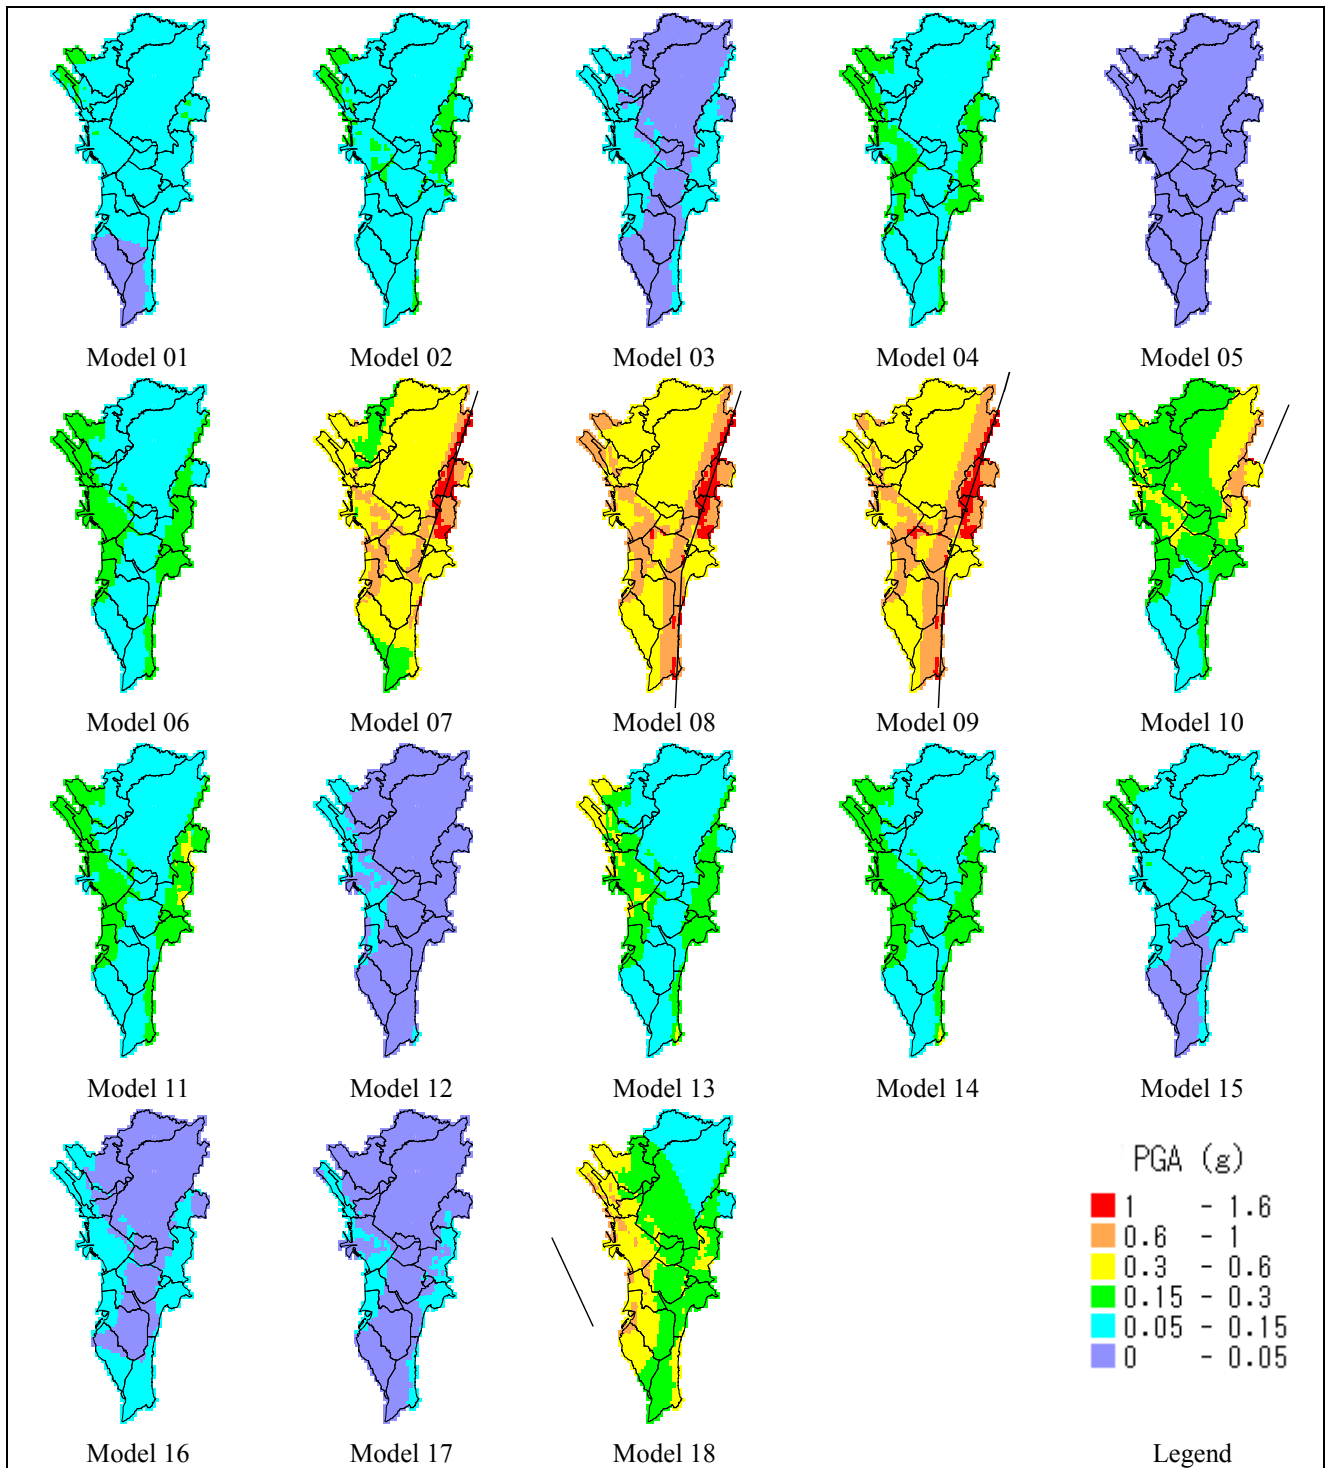 Model 01
Model 02
Model 03
Model 04
Model 05
Model 06
Model 07
Model 08
Model 09
Model 10
Model 11
Model 12
Model 13
Model 14
Model 15
PGA (g)
1 - 1.6
0.6 - 1
0.3 - 0.6
0.15 - 0.3
0.05 - 0.15
0 - 0.05
Model 16
Model 17
Model 18
Legend